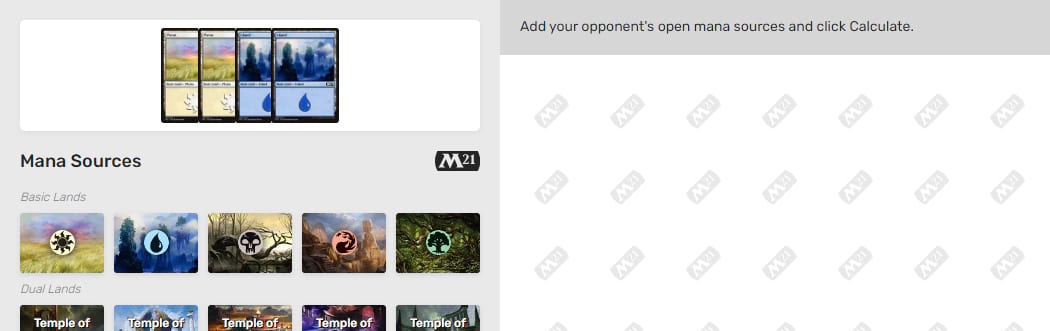 Add your opponent's open mana sources and click Calculate.
Mana Sources
M21
Basic Lands
Dual Lands
Temple of
Temple of
Temple of
Temple of
Temple of